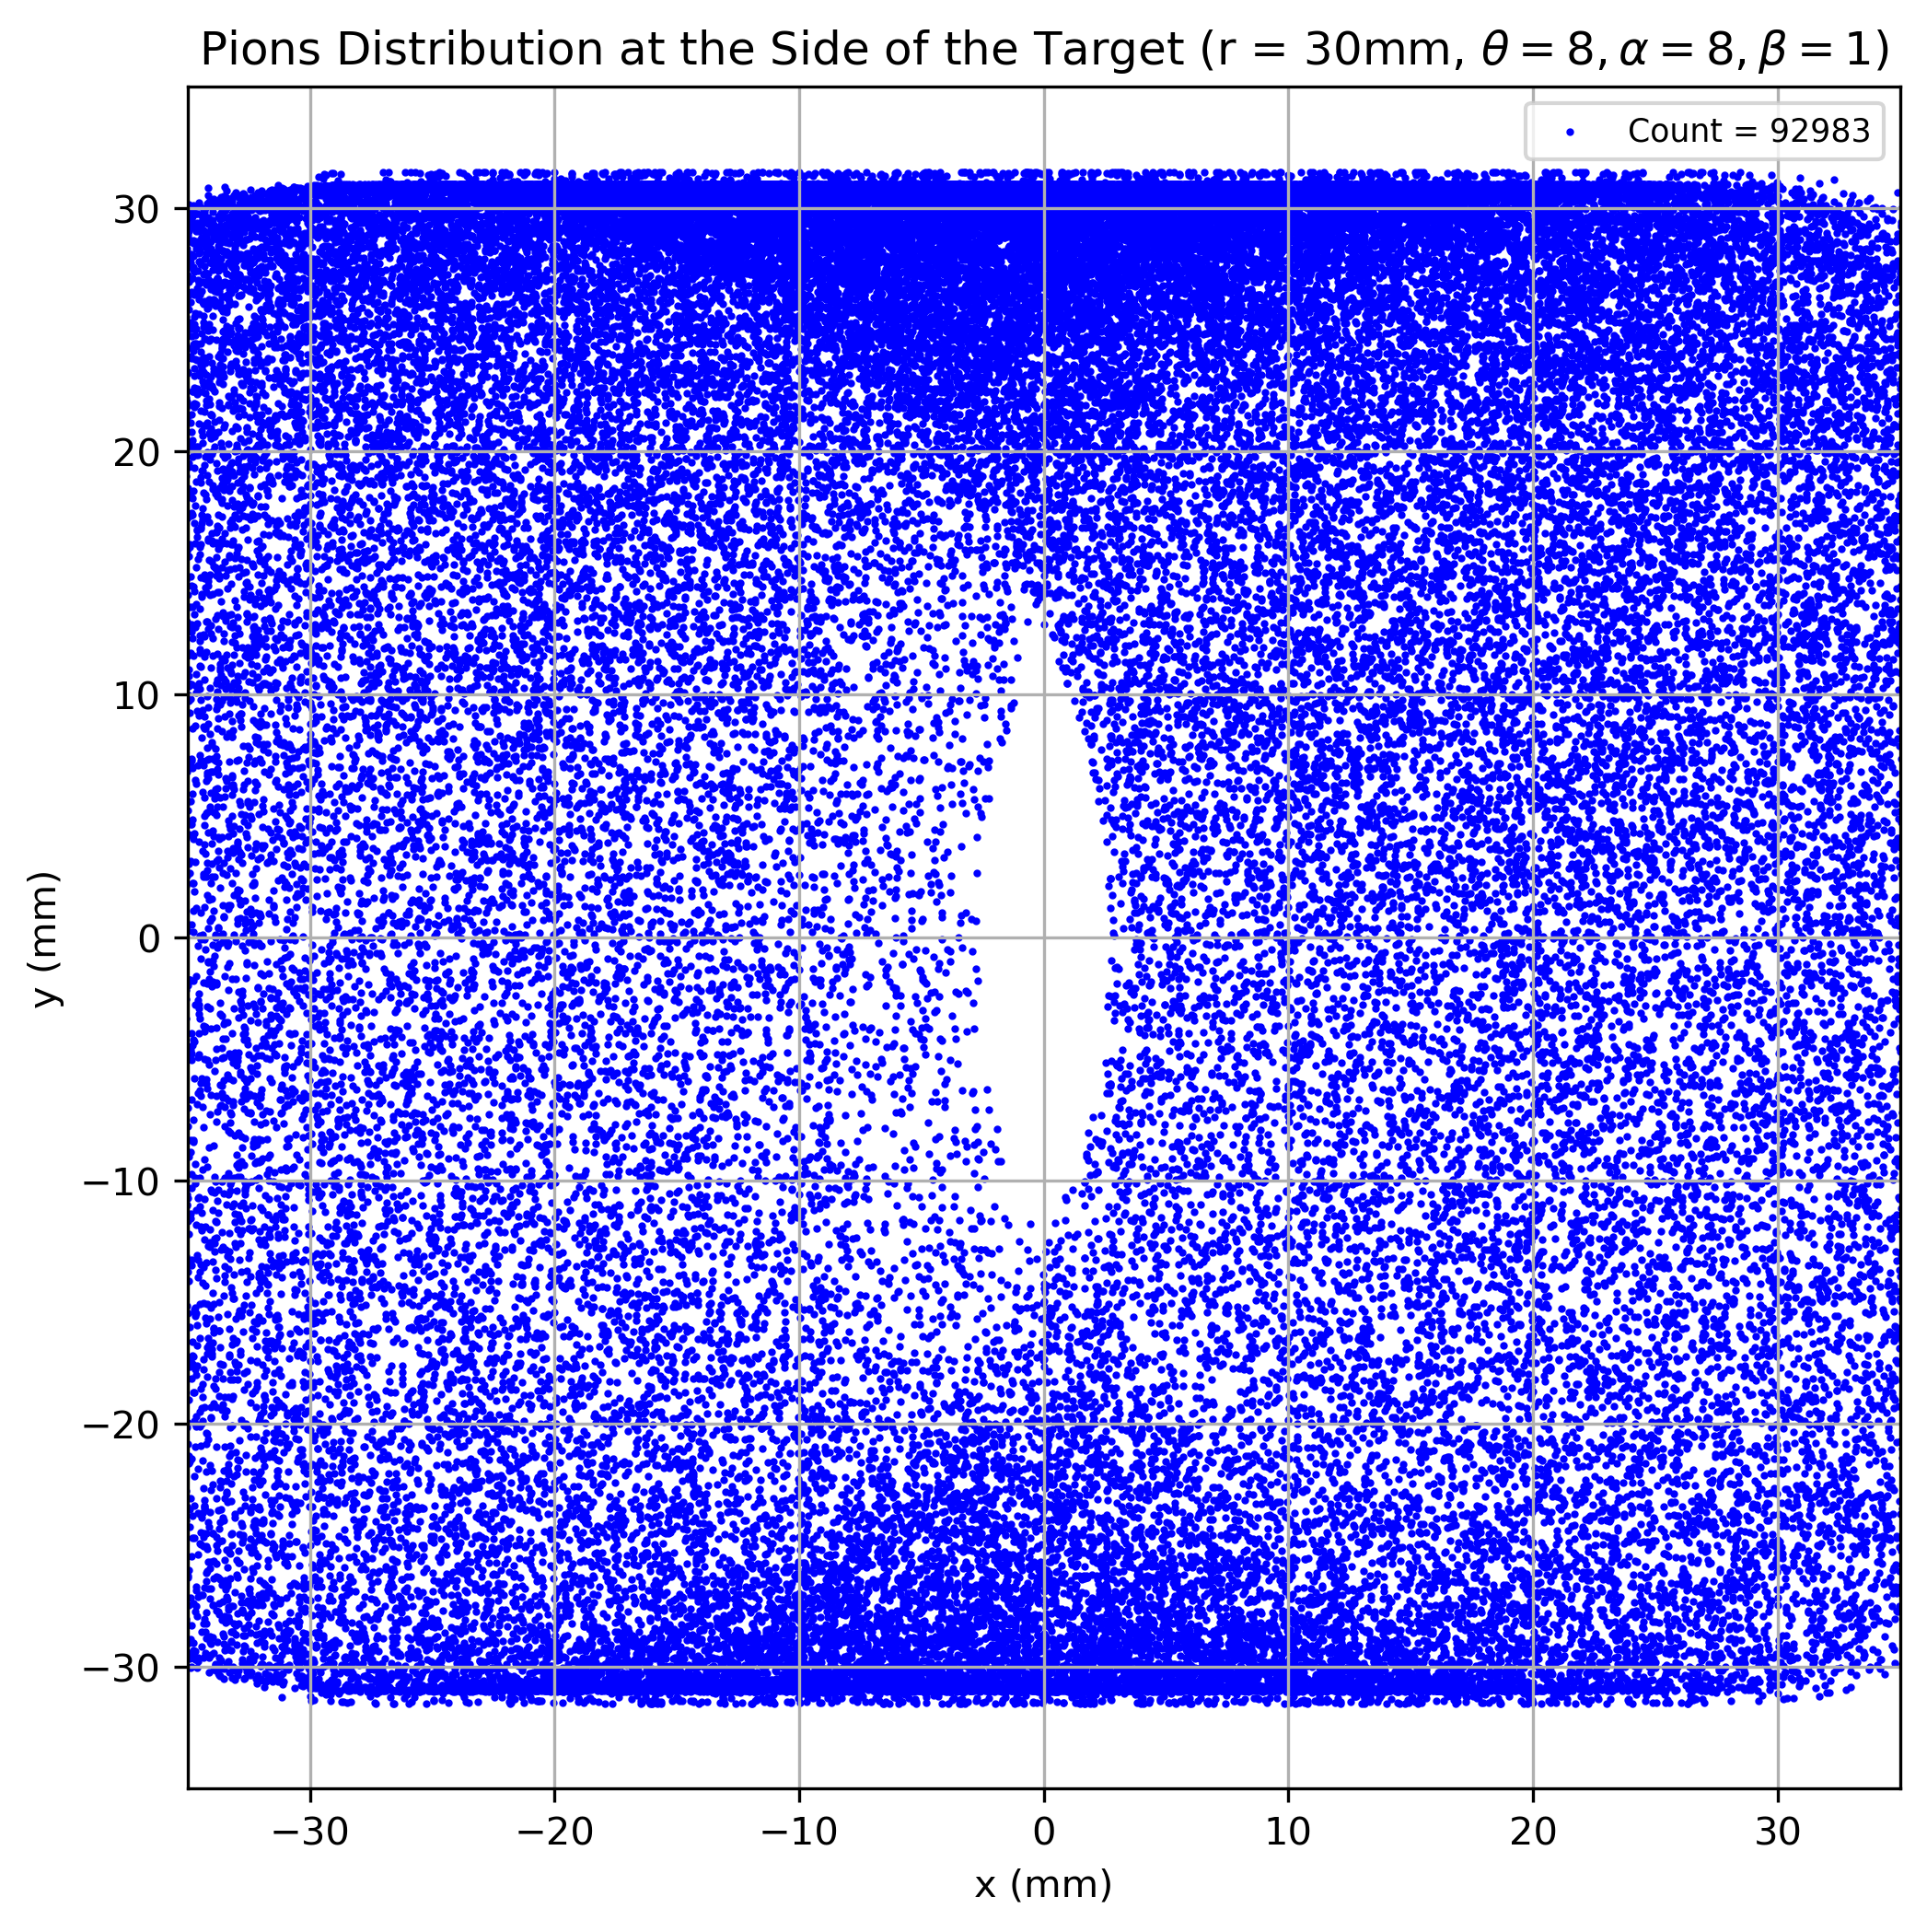 Pions Distribution at the Side of the Target (r = 30mm, θ = 8, α = 8, β = 1)
Count = 92983
30
20
10
0
−10
−20
−30
y (mm)
−30 −20 −10 0 10 20 30
x (mm)